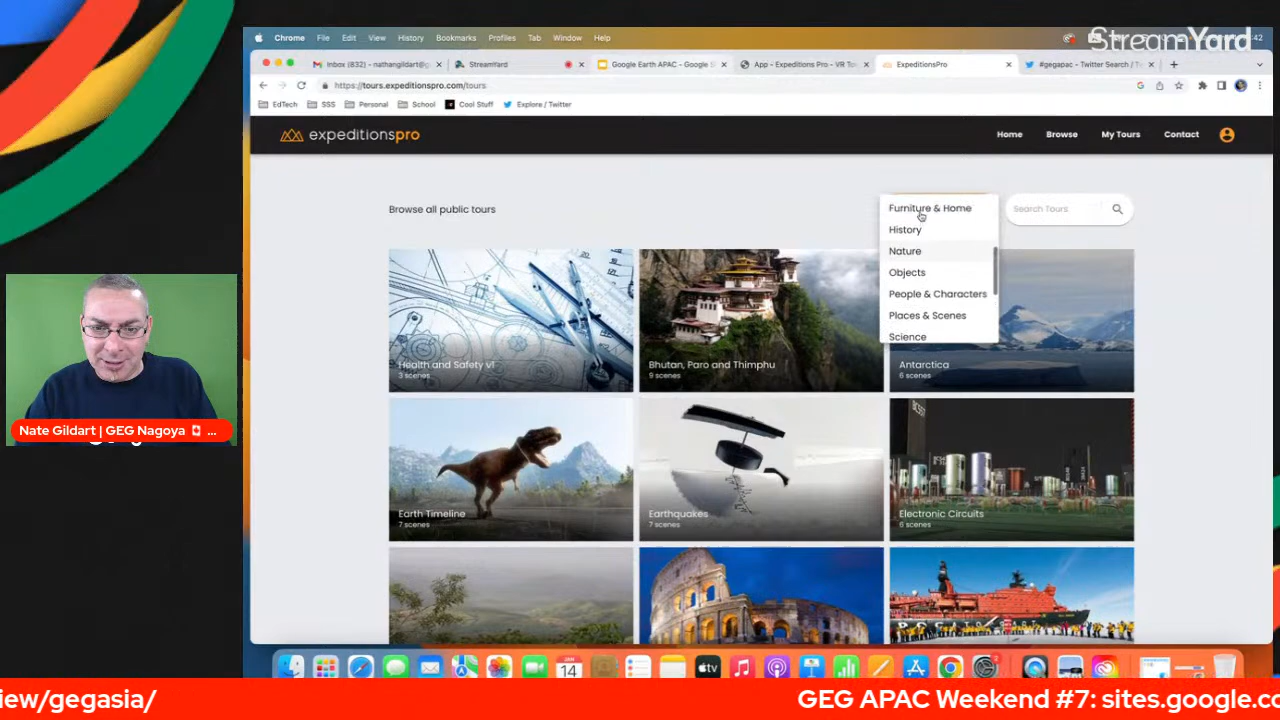 StreamYard
Chrome File Edit View History Bookmarks Profiles Tab Window Help
:42
Inbox (832) - nathangildart@g
StreamYard
Google Earth APAC - Google S
App - Expeditions Pro - VR To
ExpeditionsPro
#gegapac - Twitter Search / T
https://tours.expeditionspro.com/tours
EdTech SSS Personal School Cool Stuff Explore / Twitter
expeditionspro
Home Browse My Tours Contact
Browse all public tours
Furniture & Home
History
Nature
Objects
People & Characters
Places & Scenes
Science
Search Tours
Health and Safety v1
3 scenes
Bhutan, Paro and Thimphu
9 scenes
Antarctica
6 scenes
Earth Timeline
7 scenes
Earthquakes
7 scenes
Electronic Circuits
6 scenes
Nate Gildart | GEG Nagoya ...
JAN
14
tv
iew/gegasia/
GEG APAC Weekend #7: sites.google.co